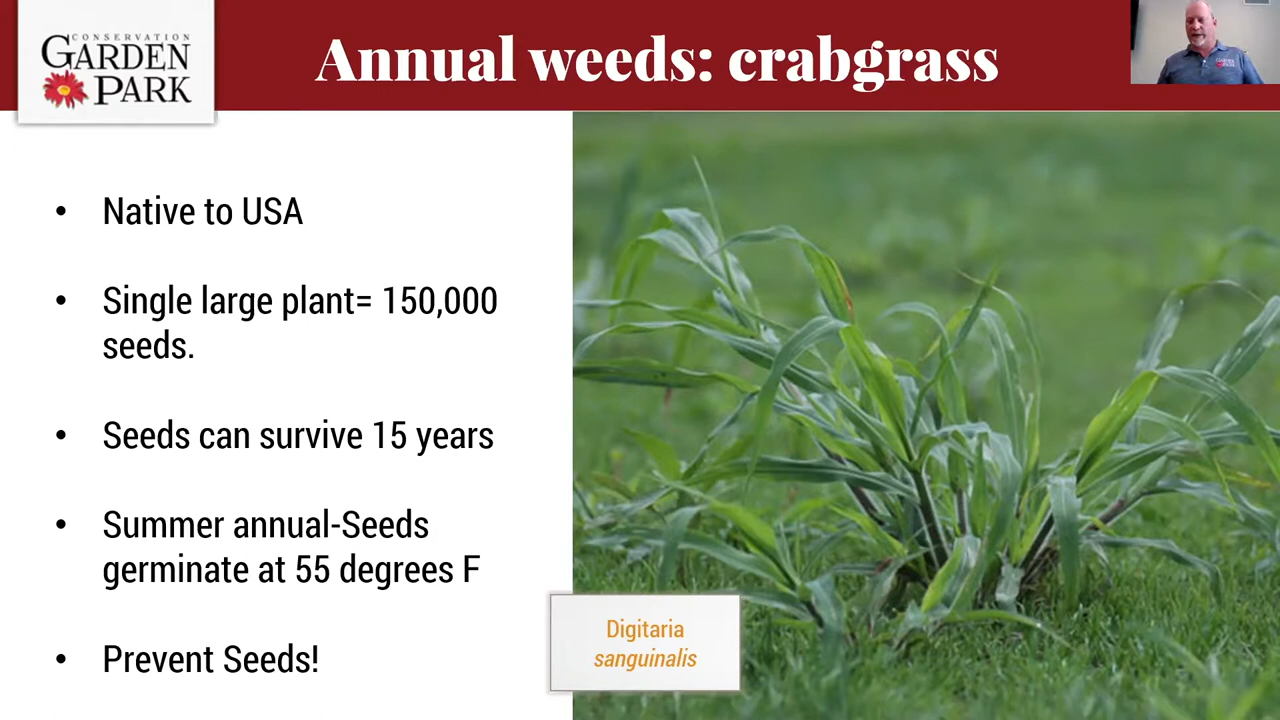 CONSERVATION
GARDEN
PARK
Annual weeds: crabgrass
• Native to USA
• Single large plant= 150,000
seeds.
• Seeds can survive 15 years
• Summer annual-Seeds
germinate at 55 degrees F
• Prevent Seeds!
Digitaria
sanguinalis